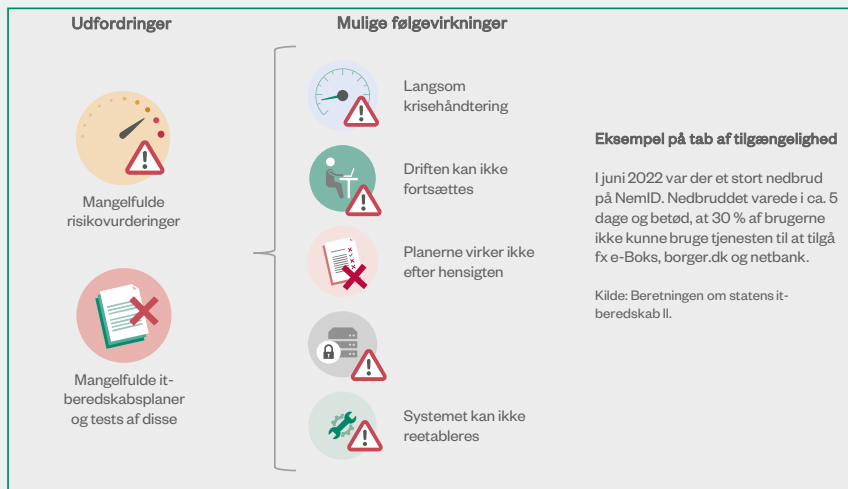 Udfordringer
Mangelfulde
risikovurderinger
Mangelfulde it-
beredskabsplaner
og tests af disse
Mulige følgevirkninger
Langsom
krisehåndtering
Driften kan ikke
fortsættes
Planerne virker ikke
efter hensigten
Systemet kan ikke
reetableres
Eksempel på tab af tilgængelighed
I juni 2022 var der et stort nedbrud
på NemID. Nedbruddet varede i ca. 5
dage og betød, at 30 % af brugerne
ikke kunne bruge tjenesten til at tilgå
fx e-Boks, borger.dk og netbank.
Kilde: Beretningen om statens it-
beredskab II.